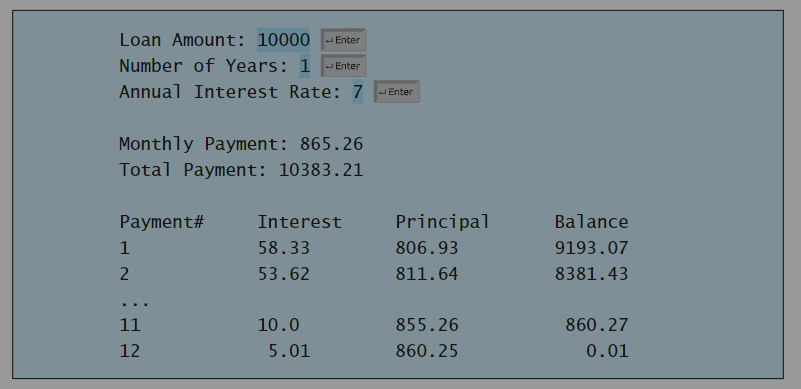 Loan Amount: 10000 ↵ Enter
Number of Years: 1 ↵ Enter
Annual Interest Rate: 7 ↵ Enter
Monthly Payment: 865.26
Total Payment: 10383.21
Payment# Interest Principal Balance
1 58.33 806.93 9193.07
2 53.62 811.64 8381.43
...
11 10.0 855.26 860.27
12 5.01 860.25 0.01